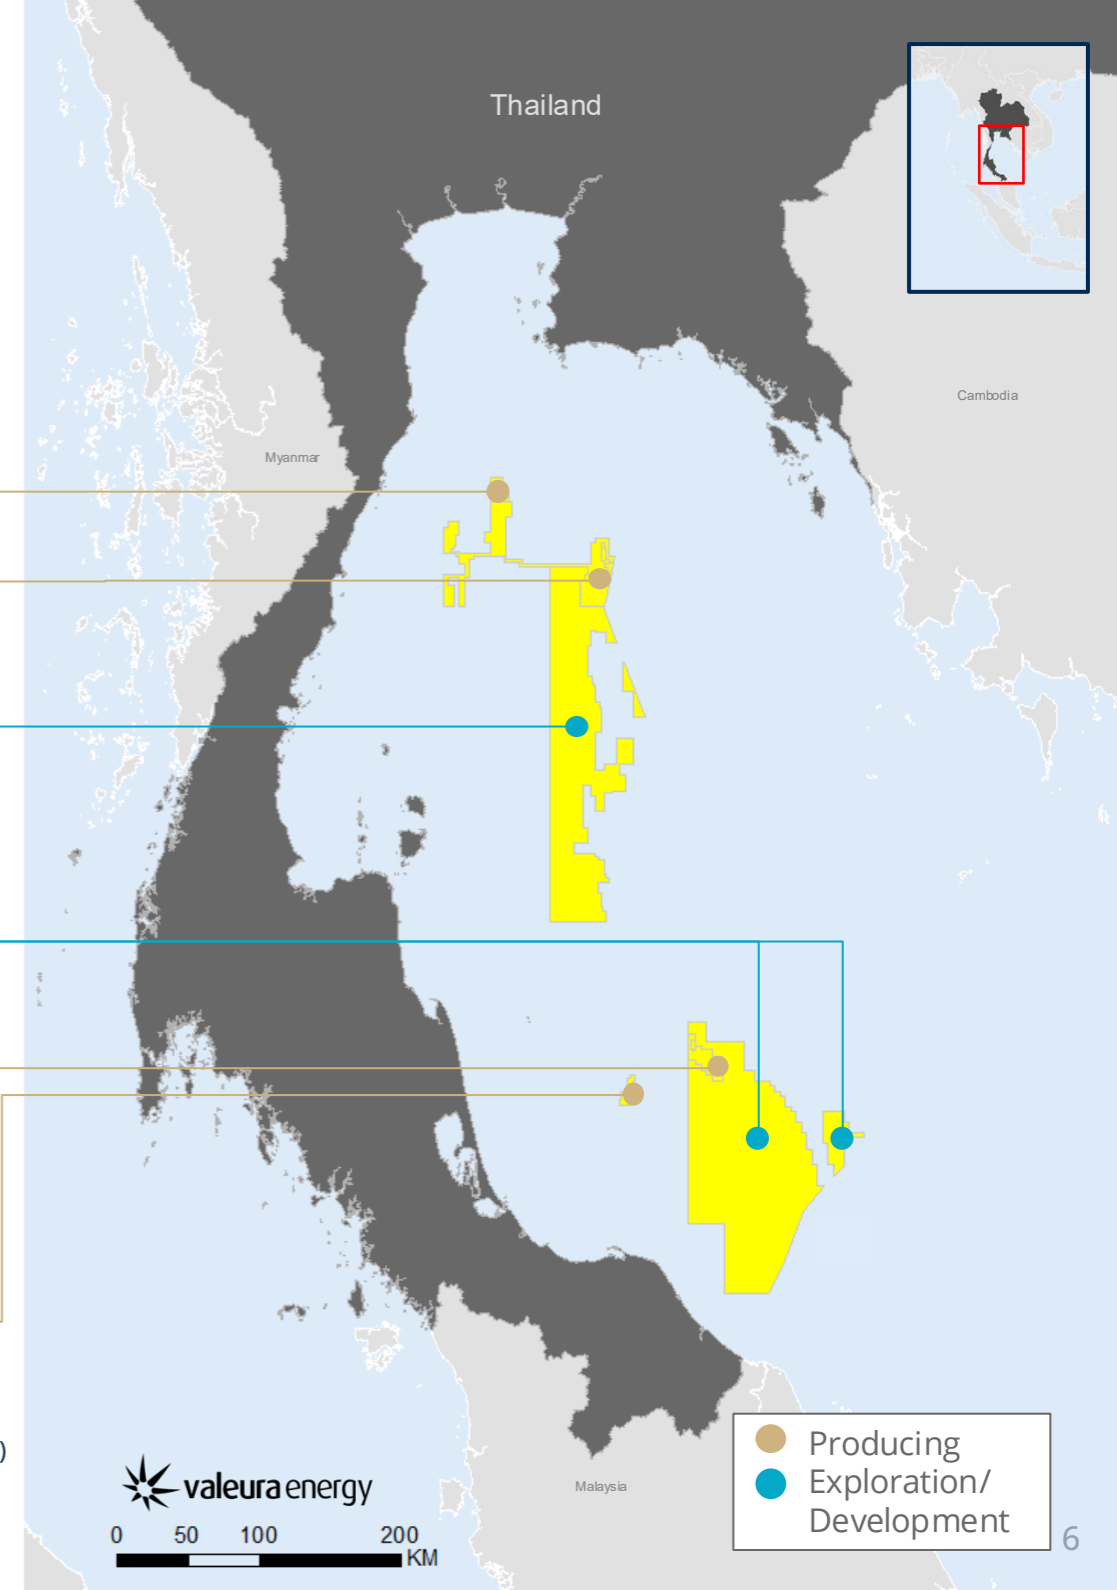 Thailand
Cambodia
Myanmar
)
valeura energy
0 50 100 200
KM
Malaysia
Producing
Exploration/
Development
6